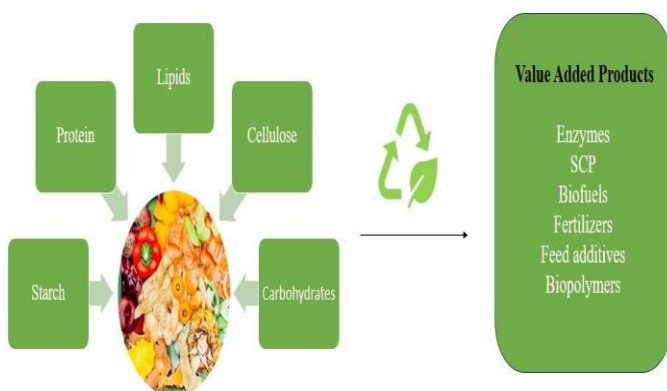 Lipids
Protein
Cellulose
Starch
Carbohydrates
Value Added Products
Enzymes
SCP
Biofuels
Fertilizers
Feed additives
Biopolymers